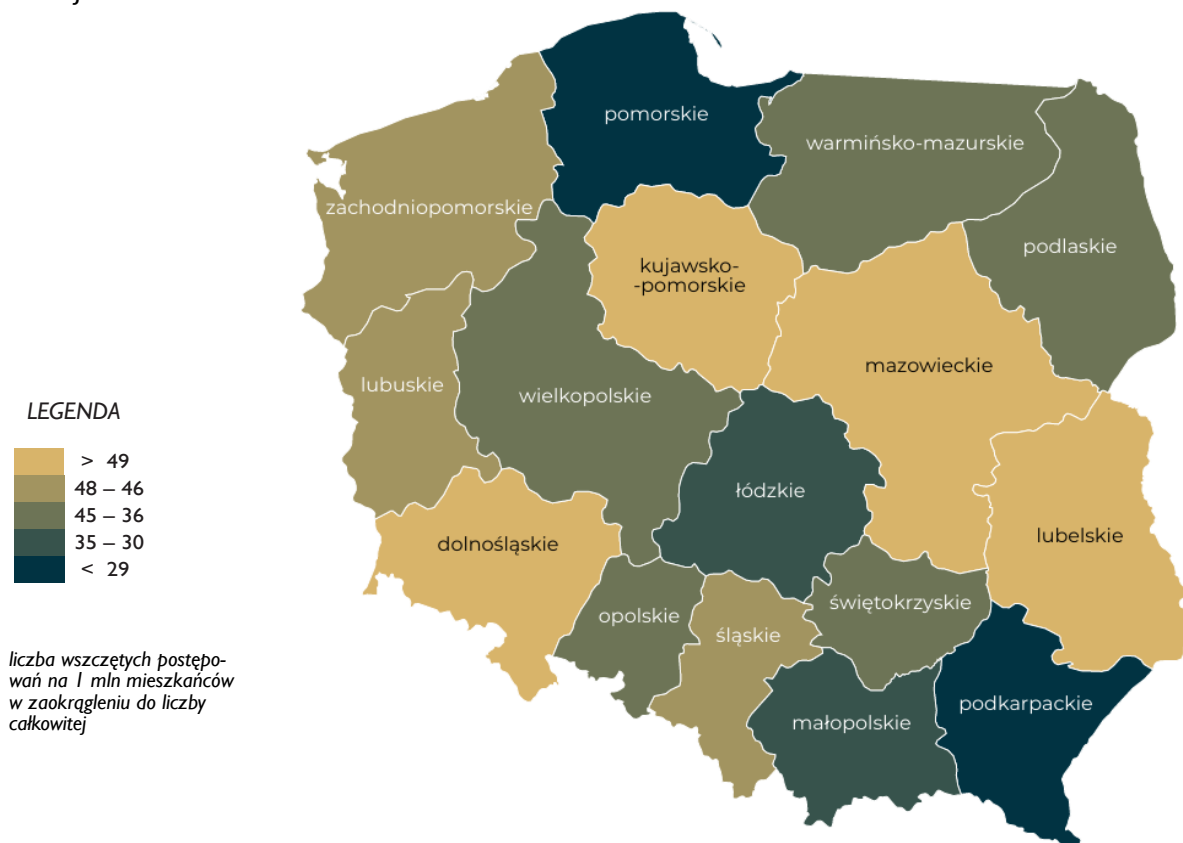 pomorskie
warmińsko-mazurskie
zachodniopomorskie
podlaskie
kujawsko-
-pomorskie
mazowieckie
lubuskie
wielkopolskie
łódzkie
lubelskie
dolnośląskie
świętokrzyskie
opolskie
śląskie
podkarpackie
małopolskie
LEGENDA
> 49
48 – 46
45 – 36
35 – 30
< 29
liczba wszczętych postępo-
wań na 1 mln mieszkańców
w zaokrągleniu do liczby
całkowitej